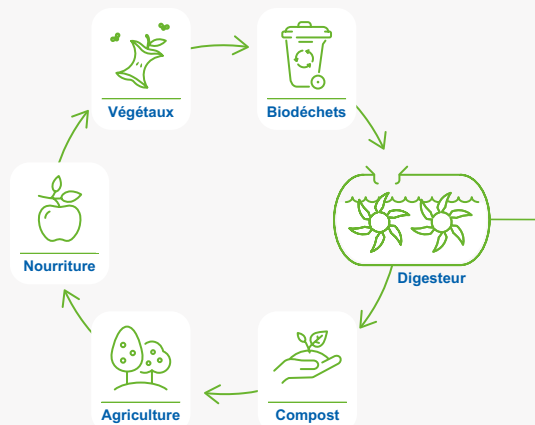 Végétaux
Biodéchets
Nourriture
Digesteur
Agriculture
Compost